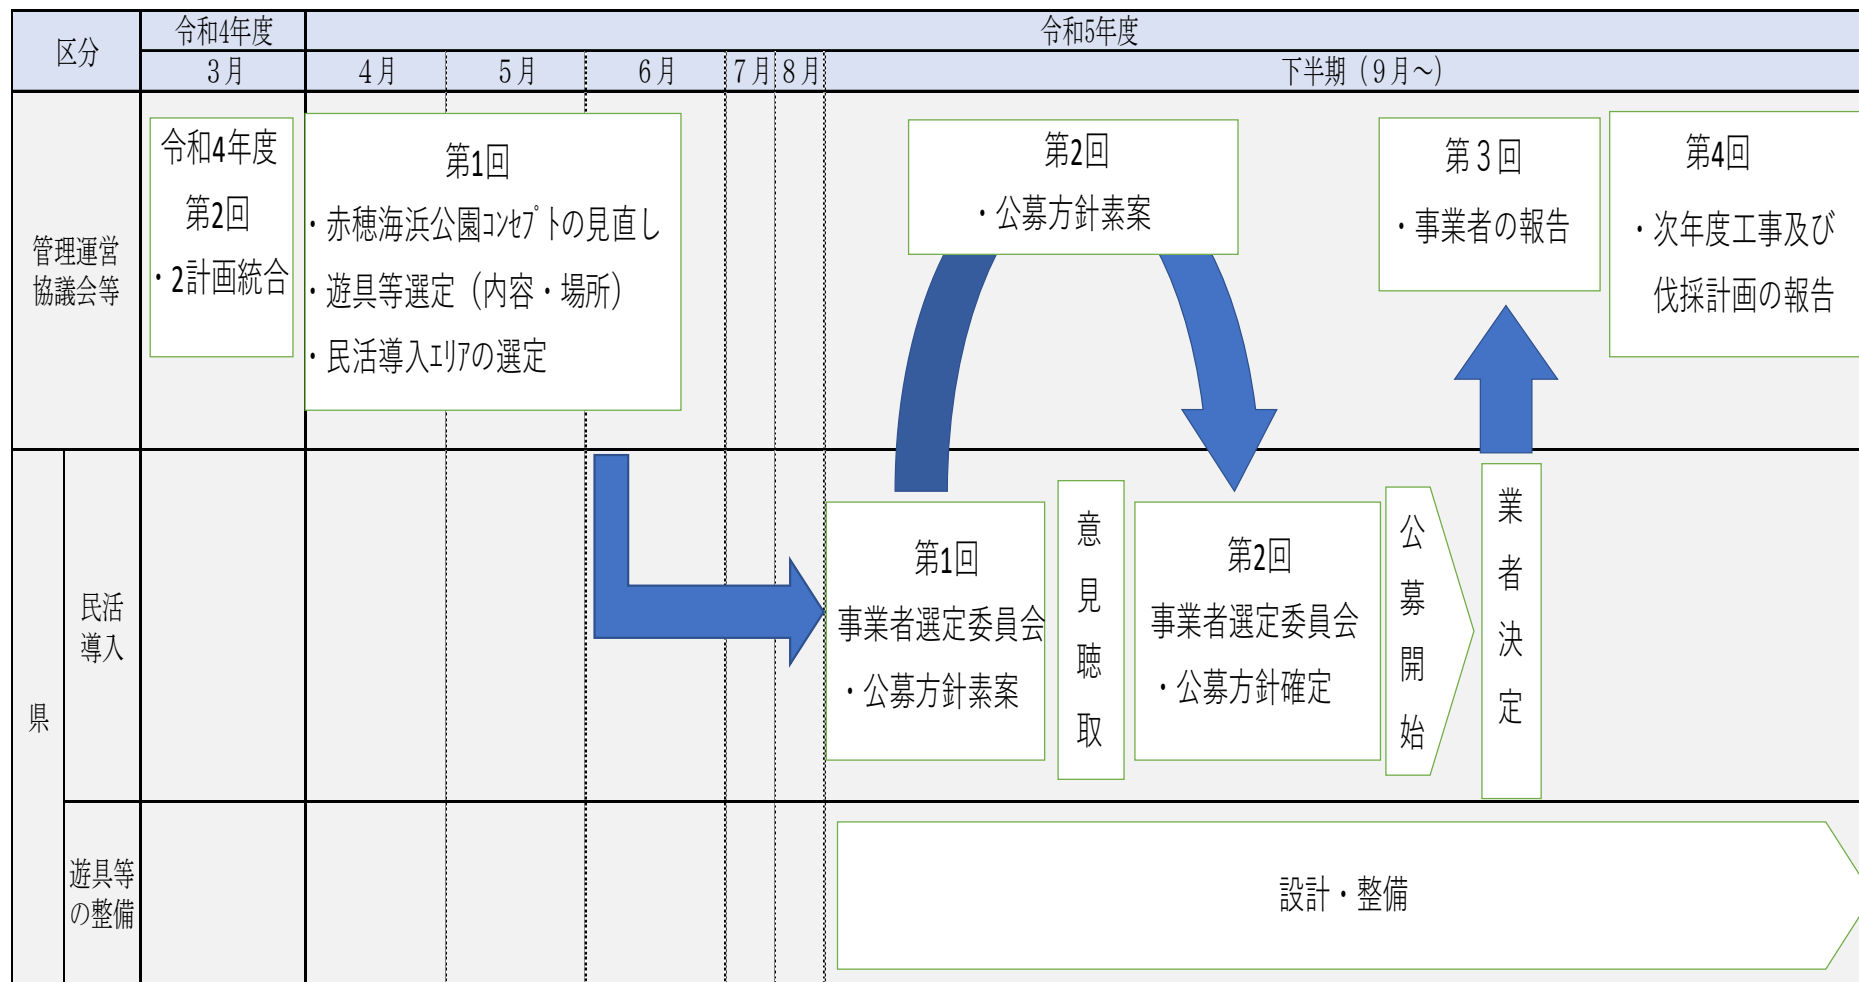 区分
令和4年度
令和5年度
3月
4月
5月
6月
7月
8月
下半期（9月～）
管理運営
協議会等
令和4年度
第2回
・2計画統合
第1回
・赤穂海浜公園ｺﾝｾﾌﾟﾄの見直し
・遊具等選定（内容・場所）
・民活導入ｴﾘｱの選定
第2回
・公募方針素案
第３回
・事業者の報告
第4回
・次年度工事及び
伐採計画の報告
県
民活
導入
第1回
事業者選定委員会
・公募方針素案
意見聴取
第2回
事業者選定委員会
・公募方針確定
公募開始
業者決定
遊具等
の整備
設計・整備